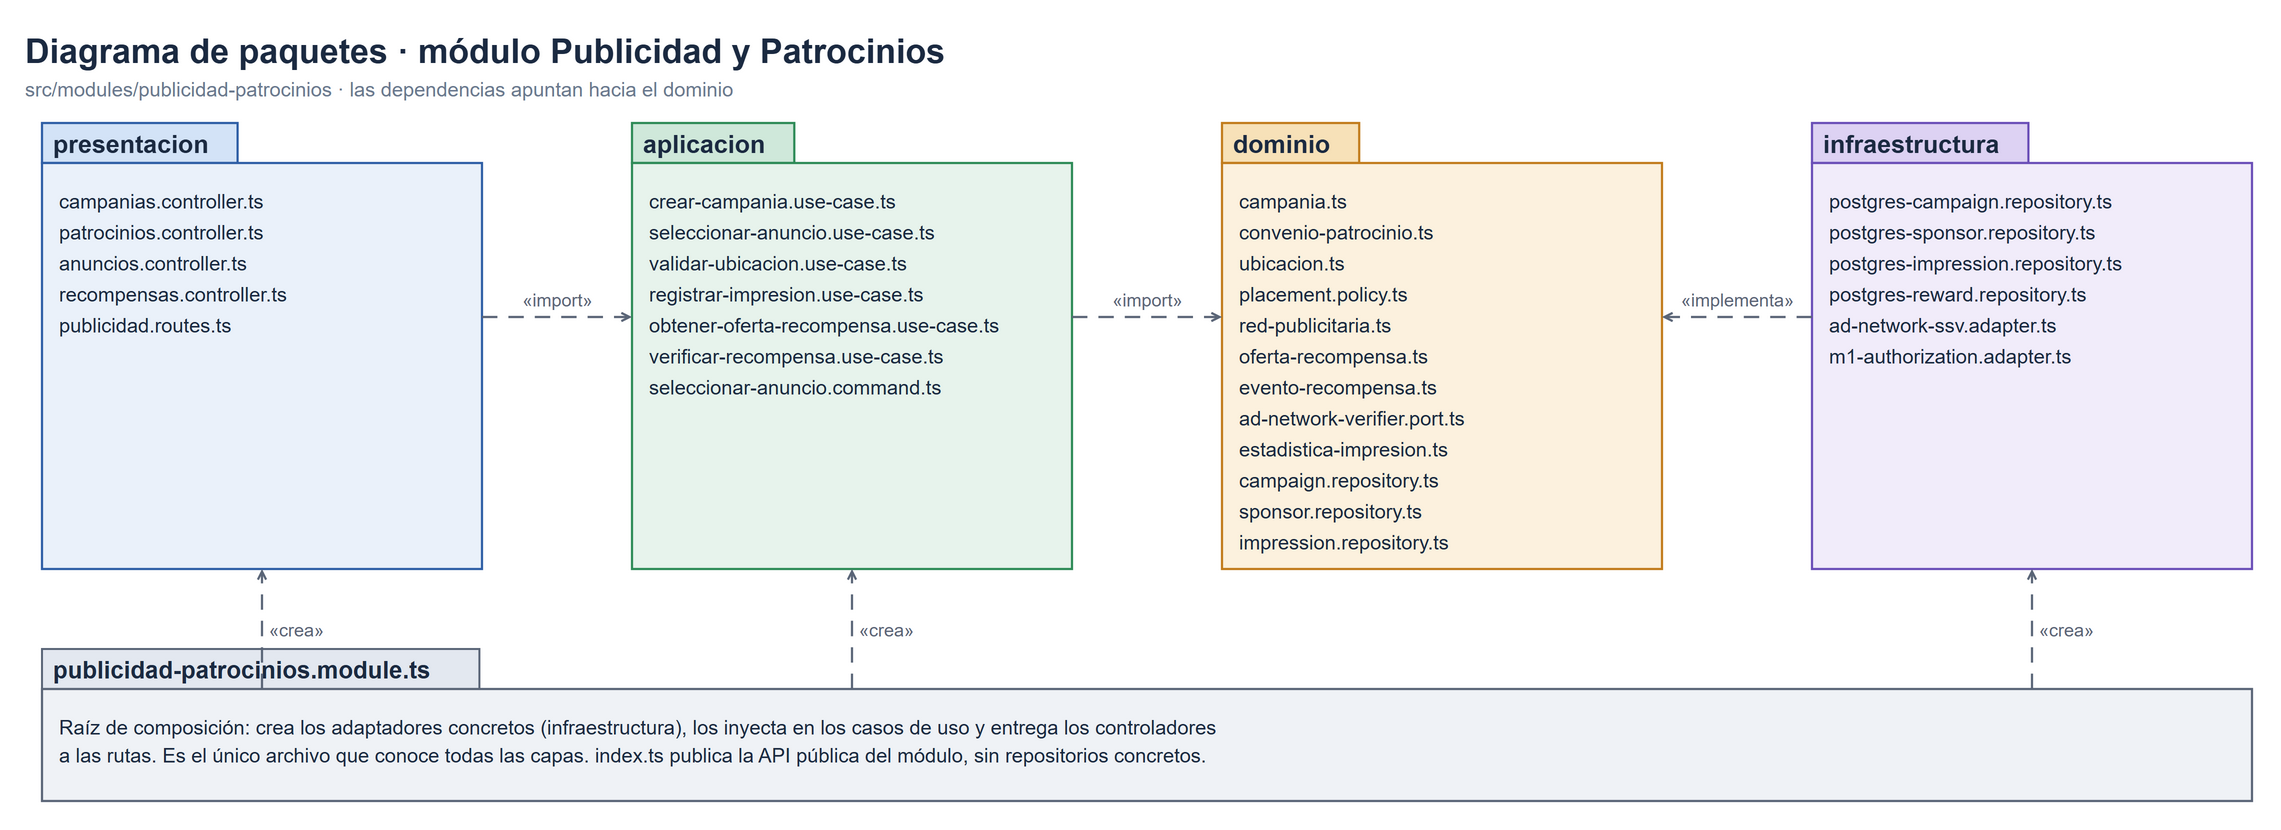 Diagrama de paquetes · módulo Publicidad y Patrocinios
src/modules/publicidad-patrocinios · las dependencias apuntan hacia el dominio
presentacion
campanias.controller.ts
patrocinios.controller.ts
anuncios.controller.ts
recompensas.controller.ts
publicidad.routes.ts
«import»
aplicacion
crear-campania.use-case.ts
seleccionar-anuncio.use-case.ts
validar-ubicacion.use-case.ts
registrar-impresion.use-case.ts
obtener-oferta-recompensa.use-case.ts
verificar-recompensa.use-case.ts
seleccionar-anuncio.command.ts
«import»
dominio
campania.ts
convenio-patrocinio.ts
ubicacion.ts
placement.policy.ts
red-publicitaria.ts
oferta-recompensa.ts
evento-recompensa.ts
ad-network-verifier.port.ts
estadistica-impresion.ts
campaign.repository.ts
sponsor.repository.ts
impression.repository.ts
«implementa»
infraestructura
postgres-campaign.repository.ts
postgres-sponsor.repository.ts
postgres-impression.repository.ts
postgres-reward.repository.ts
ad-network-ssv.adapter.ts
m1-authorization.adapter.ts
«crea»
«crea»
«crea»
publicidad-patrocinios.module.ts
Raíz de composición: crea los adaptadores concretos (infraestructura), los inyecta en los casos de uso y entrega los controladores
a las rutas. Es el único archivo que conoce todas las capas. index.ts publica la API pública del módulo, sin repositorios concretos.